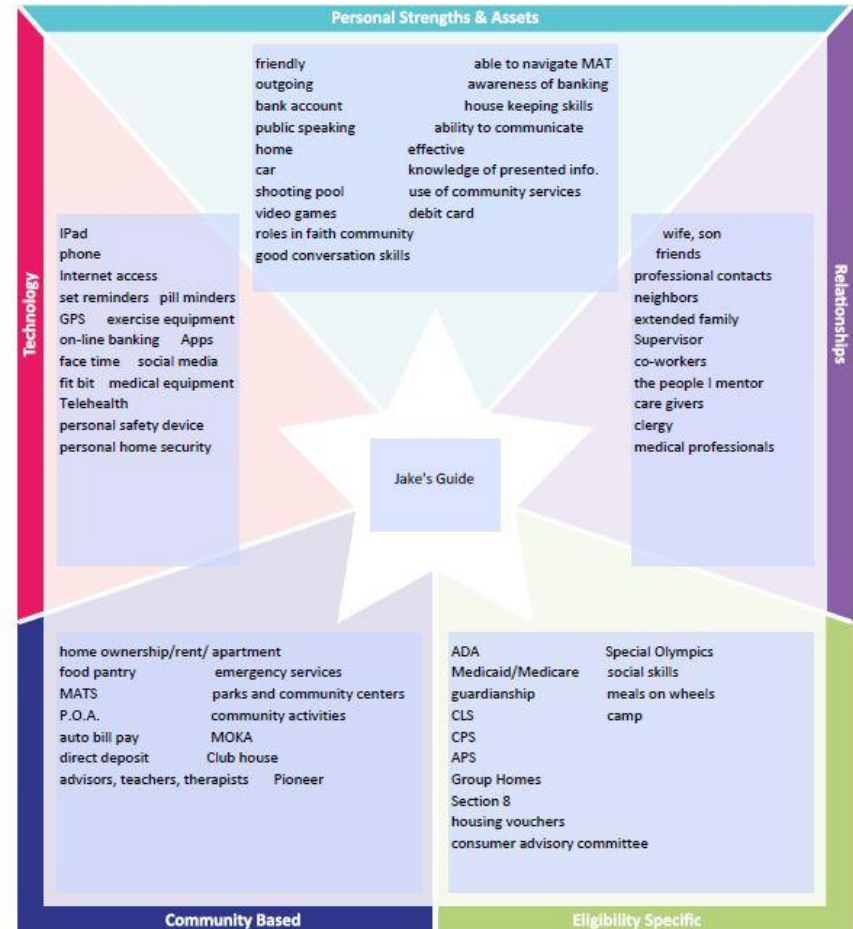 Personal Strengths & Assets
friendly able to navigate MAT
outgoing awareness of banking
bank account house keeping skills
public speaking ability to communicate
home effective
car knowledge of presented info.
shooting pool use of community services
video games debit card
roles in faith community
good conversation skills
Technology
IPad
phone
Internet access
set reminders pill minders
GPS exercise equipment
on-line banking Apps
face time social media
fit bit medical equipment
Telehealth
personal safety device
personal home security
Relationships
wife, son
friends
professional contacts
neighbors
extended family
Supervisor
co-workers
the people I mentor
care givers
clergy
medical professionals
Jake's Guide
home ownership/rent/ apartment
food pantry emergency services
MATS parks and community centers
P.O.A. community activities
auto bill pay MOKA
direct deposit Club house
advisors, teachers, therapists Pioneer
Community Based
ADA Special Olympics
Medicaid/Medicare social skills
guardianship meals on wheels
CLS camp
CPS
APS
Group Homes
Section 8
housing vouchers
consumer advisory committee
Eligibility Specific